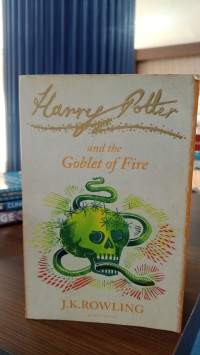 Harry Potter
and the
Goblet of Fire
J.K.ROWLING